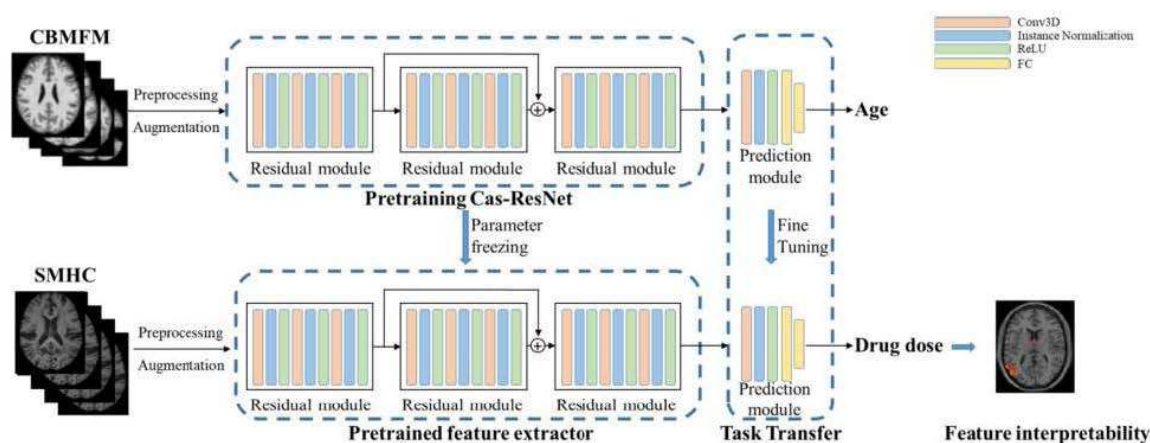 CBMFM
Conv3D
Instance Normalization
ReLU
FC
Preprocessing
Augmentation
Age
Residual module
Residual module
Residual module
Prediction
module
Pretraining Cas-ResNet
Parameter
freezing
Fine
Tuning
SMHC
Preprocessing
Augmentation
Drug dose
Residual module
Residual module
Residual module
Prediction
module
Pretrained feature extractor
Task Transfer
Feature interpretability